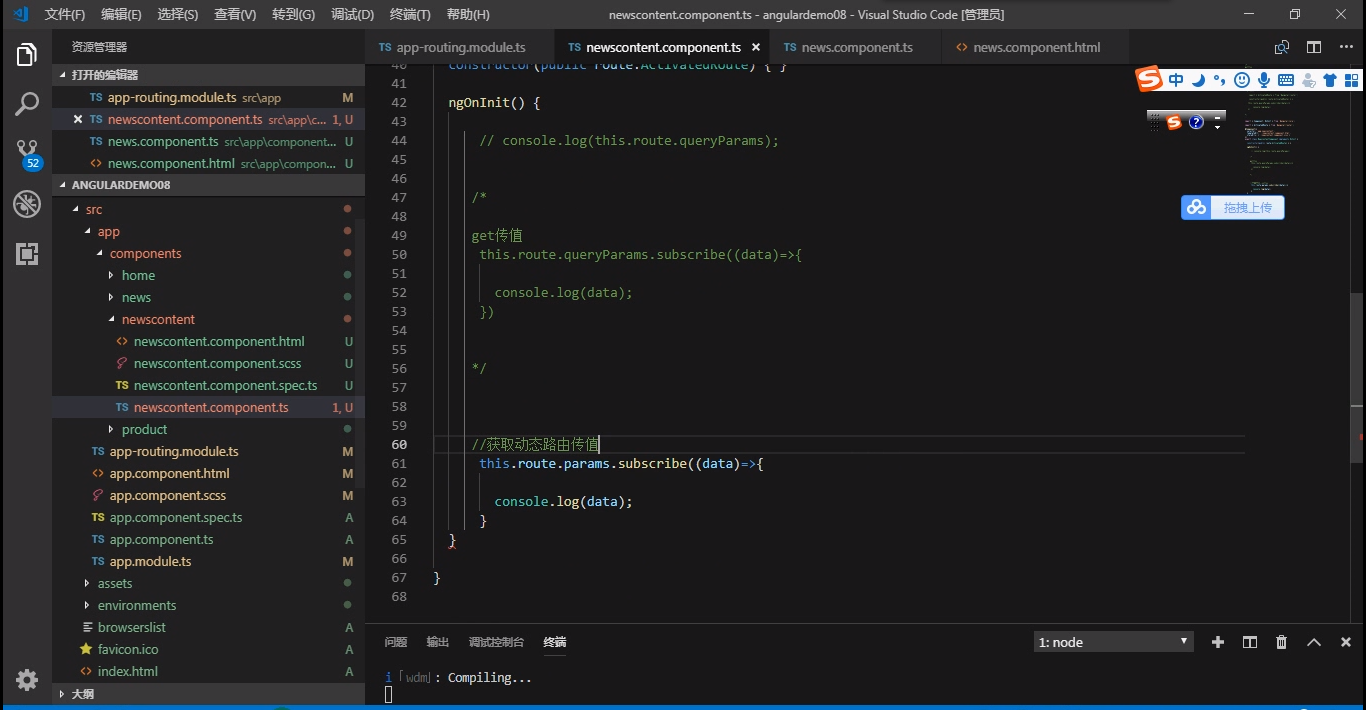 文件(F) 编辑(E) 选择(S) 查看(V) 转到(G) 调试(D) 终端(T) 帮助(H) newscontent.component.ts - angulardemo08 - Visual Studio Code [管理员]
资源管理器
打开的编辑器
TS app-routing.module.ts src\app M
× TS newscontent.component.ts src\app\c... 1, U
TS news.component.ts src\app\component... U
<> news.component.html src\app\compon... U
52
ANGULARDEMO08
src
app
components
home
news
newscontent
<> newscontent.component.html U
newscontent.component.scss U
TS newscontent.component.spec.ts U
TS newscontent.component.ts 1, U
product
TS app-routing.module.ts M
<> app.component.html M
app.component.scss M
TS app.component.spec.ts A
TS app.component.ts A
TS app.module.ts M
assets
environments
browserslist A
favicon.ico A
<> index.html A
大纲
TS app-routing.module.ts TS newscontent.component.ts × TS news.component.ts <> news.component.html
40 constructor(public route:ActivatedRoute) { }
41
42 ngOnInit() {
43
44 // console.log(this.route.queryParams);
45
46
47 /*
48
49 get传值
50 this.route.queryParams.subscribe((data)=>{
51
52 console.log(data);
53 })
54
55
56 */
57
58
59
60 //获取动态路由传值
61 this.route.params.subscribe((data)=>{
62
63 console.log(data);
64 }
65 }
66
67 }
68
S 中
S ?
拖拽上传
问题 输出 调试控制台 终端 1: node
i 「wdm」: Compiling...